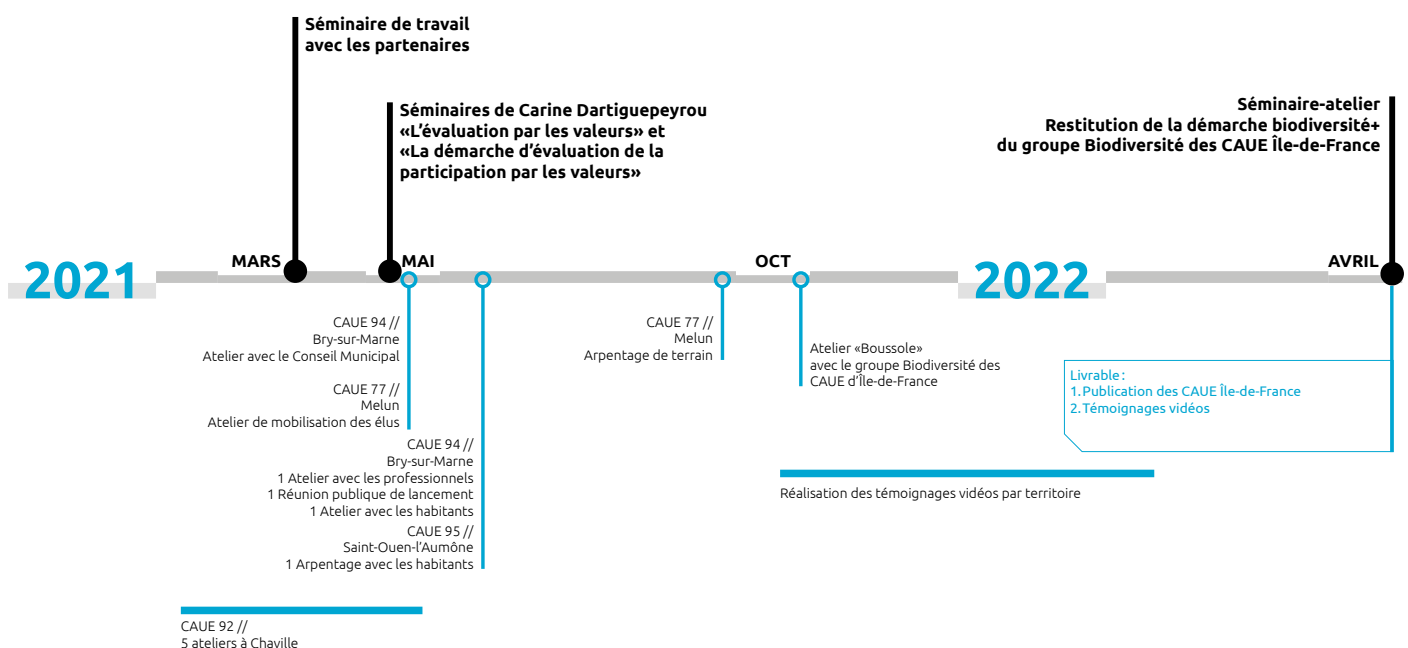 Séminaire de travail
avec les partenaires
Séminaires de Carine Dartiguepeyrou
«L’évaluation par les valeurs» et
«La démarche d’évaluation de la
participation par les valeurs»
Séminaire-atelier
Restitution de la démarche biodiversité+
du groupe Biodiversité des CAUE Île-de-France
2021
MARS
MAI
OCT
2022
AVRIL
CAUE 94 //
Bry-sur-Marne
Atelier avec le Conseil Municipal
CAUE 77 //
Melun
Atelier de mobilisation des élus
CAUE 94 //
Bry-sur-Marne
1 Atelier avec les professionnels
1 Réunion publique de lancement
1 Atelier avec les habitants
CAUE 95 //
Saint-Ouen-l’Aumône
1 Arpentage avec les habitants
CAUE 92 //
5 ateliers à Chaville
CAUE 77 //
Melun
Arpentage de terrain
Atelier «Boussole»
avec le groupe Biodiversité des
CAUE d’Île-de-France
Réalisation des témoignages vidéos par territoire
Livrable :
1. Publication des CAUE Île-de-France
2. Témoignages vidéos